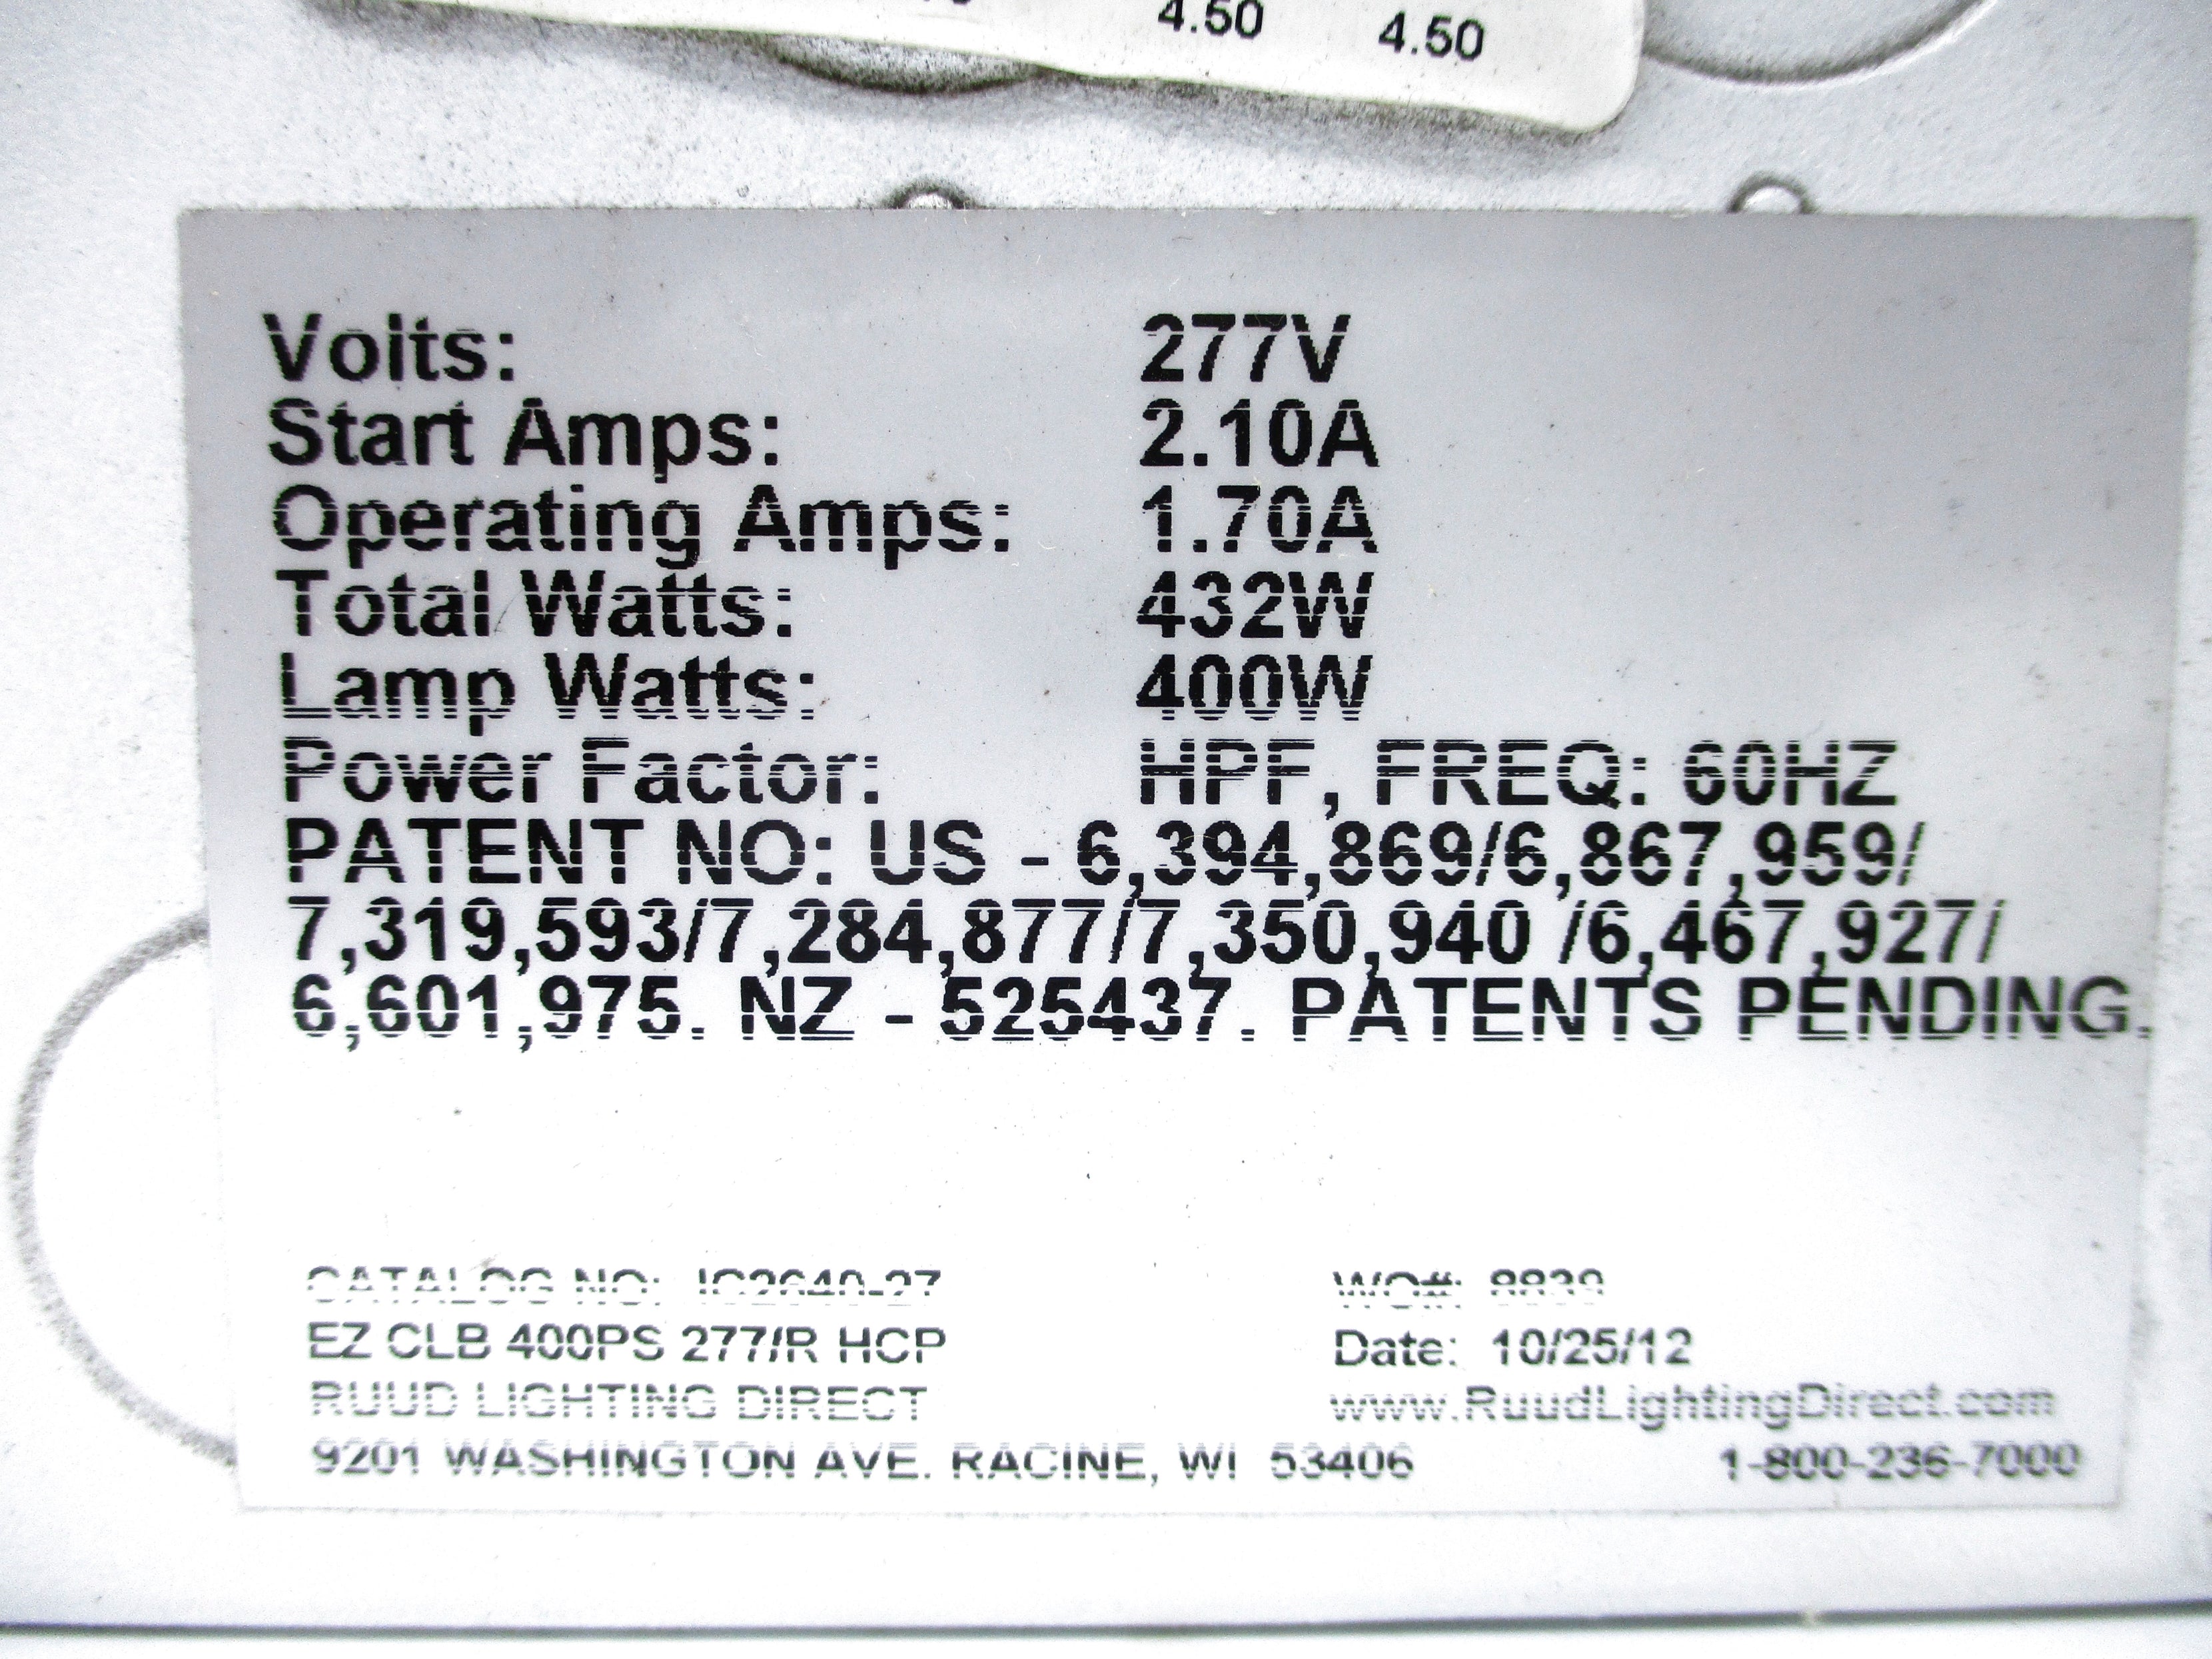 4.50 4.50
Volts: 277V
Start Amps: 2.10A
Operating Amps: 1.70A
Total Watts: 432W
Lamp Watts: 400W
Power Factor: HPF, FREQ: 60HZ
PATENT NO: US - 6,394,869/6,867,959/
7,319,593/7,284,877/7,350,940 /6,467,927/
6,601,975. NZ - 525437. PATENTS PENDING.
CATALOG NO: WO#:
EZ CLB 400PS 277/R HCP Date: 10/25/12
RUUD LIGHTING DIRECT www.RuudLightingDirect.com
9201 WASHINGTON AVE. RACINE, WI 53406 1-800-236-7000